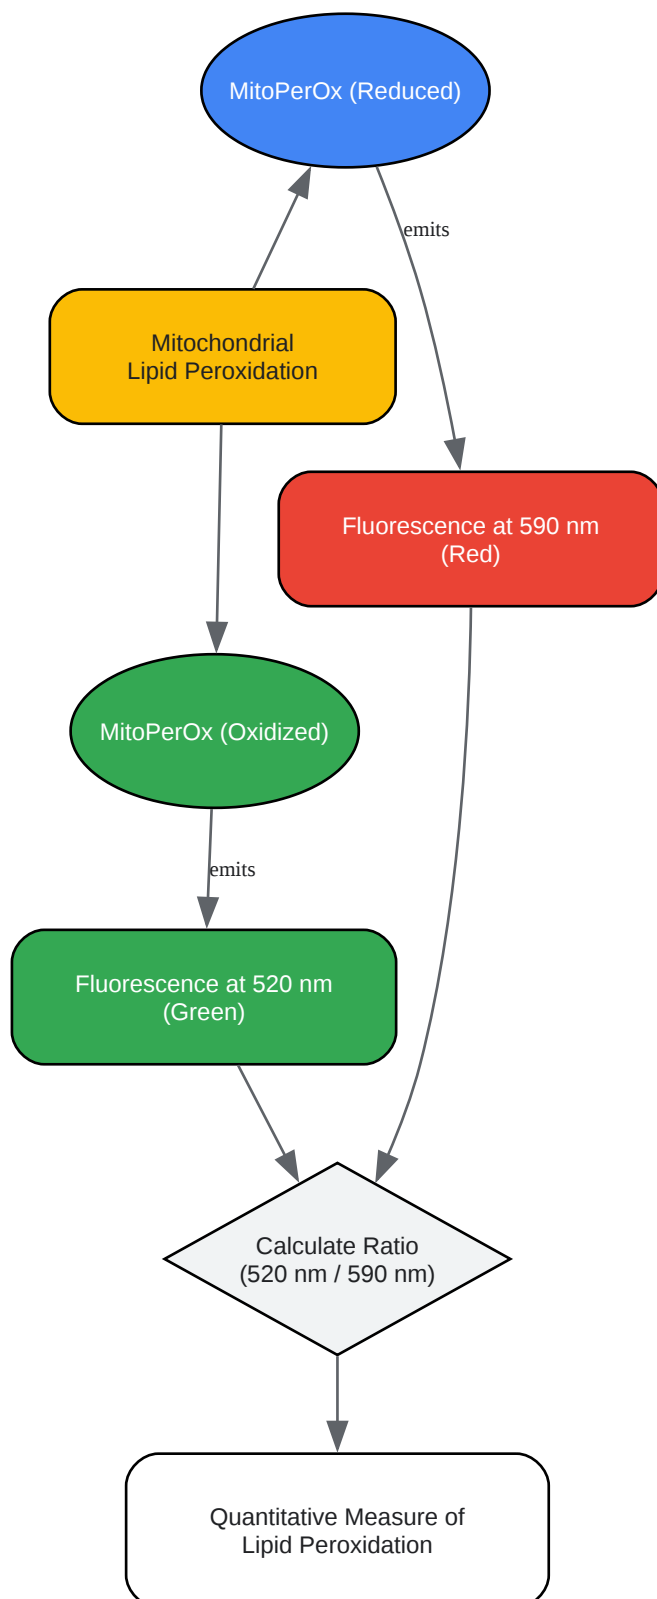 MitoPerOx (Reduced)
emits
Mitochondrial
Lipid Peroxidation
Fluorescence at 590 nm
(Red)
MitoPerOx (Oxidized)
emits
Fluorescence at 520 nm
(Green)
Calculate Ratio
(520 nm / 590 nm)
Quantitative Measure of
Lipid Peroxidation